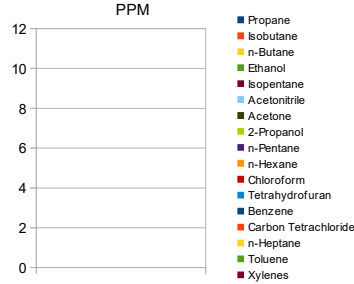 PPM
12
10
8
6
4
2
0
Propane
Isobutane
n-Butane
Ethanol
Isopentane
Acetonitrile
Acetone
2-Propanol
n-Pentane
n-Hexane
Chloroform
Tetrahydrofuran
Benzene
Carbon Tetrachloride
n-Heptane
Toluene
Xylenes